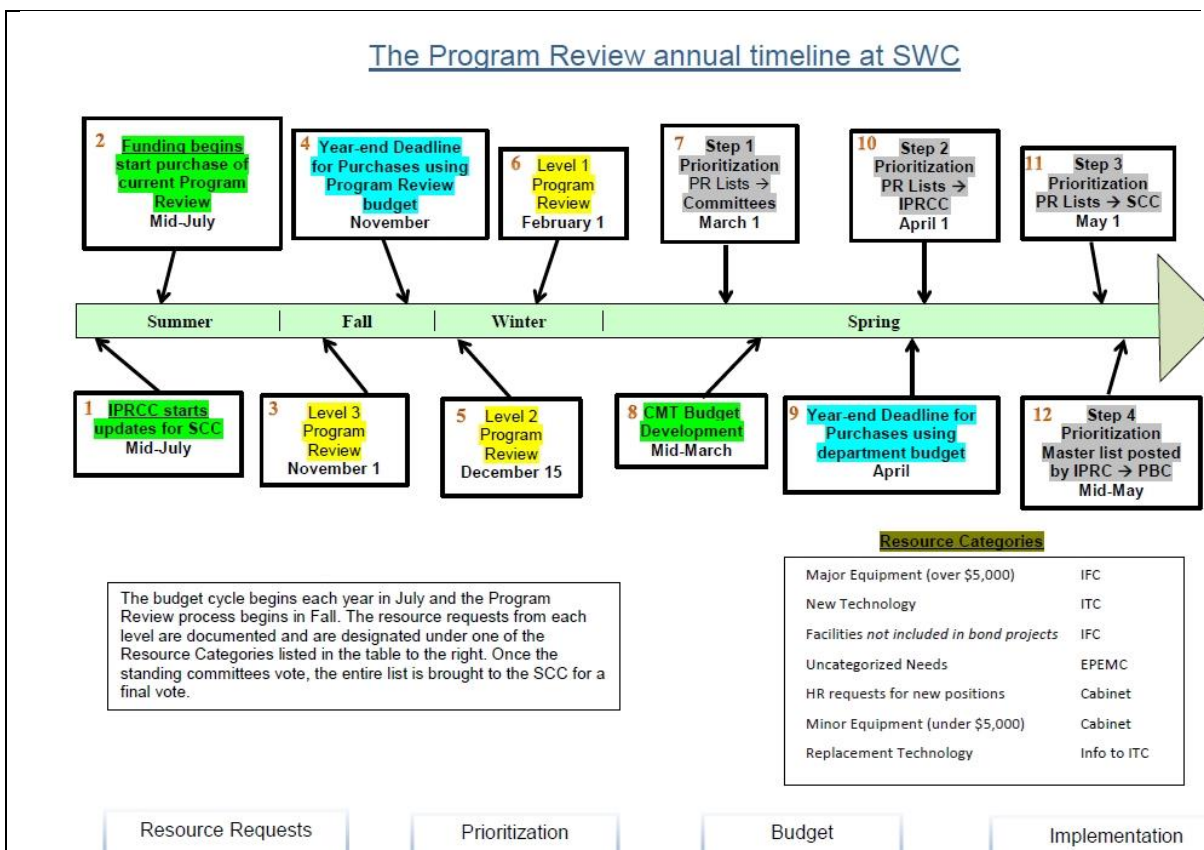 The Program Review annual timeline at SWC
2
Funding begins
start purchase of
current Program
Review
Mid-July
4
Year-end Deadline
for Purchases using
Program Review
budget
November
6
Level 1
Program
Review
February 1
7
Step 1
Prioritization
PR Lists → 
Committees
March 1
10
Step 2
Prioritization
PR Lists →
IPRCC
April 1
11
Step 3
Prioritization
PR Lists → SCC
May 1
Summer | Fall | Winter | Spring
1
IPRCC starts
updates for SCC
Mid-July
3
Level 3
Program
Review
November 1
5
Level 2
Program
Review
December 15
8
CMT Budget
Development
Mid-March
9
Year-end Deadline for
Purchases using
department budget
April
12
Step 4
Prioritization
Master list posted
by IPRC → PBC
Mid-May
The budget cycle begins each year in July and the Program
Review process begins in Fall. The resource requests from each
level are documented and are designated under one of the
Resource Categories listed in the table to the right. Once the
standing committees vote, the entire list is brought to the SCC for a
final vote.
Resource Categories
Major Equipment (over $5,000) IFC
New Technology ITC
Facilities not included in bond projects IFC
Uncategorized Needs EPEMC
HR requests for new positions Cabinet
Minor Equipment (under $5,000) Cabinet
Replacement Technology Info to ITC
Resource Requests
Prioritization
Budget
Implementation